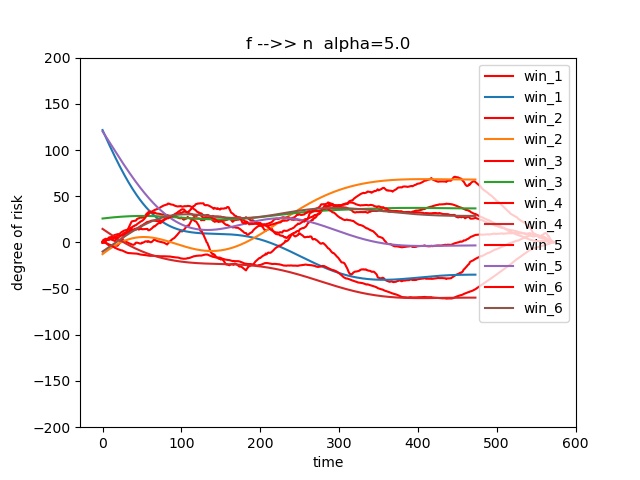 f -->> n  alpha=5.0
degree of risk
200
150
100
50
0
−50
−100
−150
−200
0
100
200
300
400
500
600
time
win_1
win_1
win_2
win_2
win_3
win_3
win_4
win_4
win_5
win_5
win_6
win_6